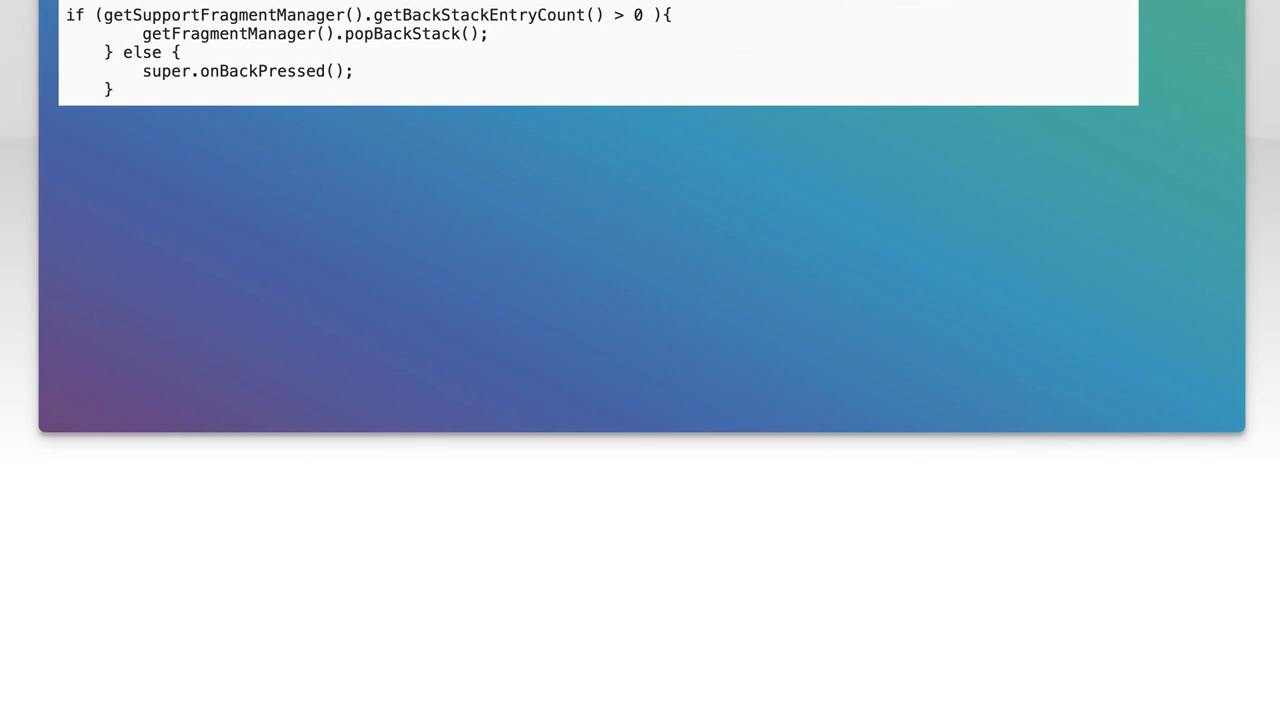 if (getSupportFragmentManager().getBackStackEntryCount() > 0 ){
        getFragmentManager().popBackStack();
    } else {
        super.onBackPressed();
    }